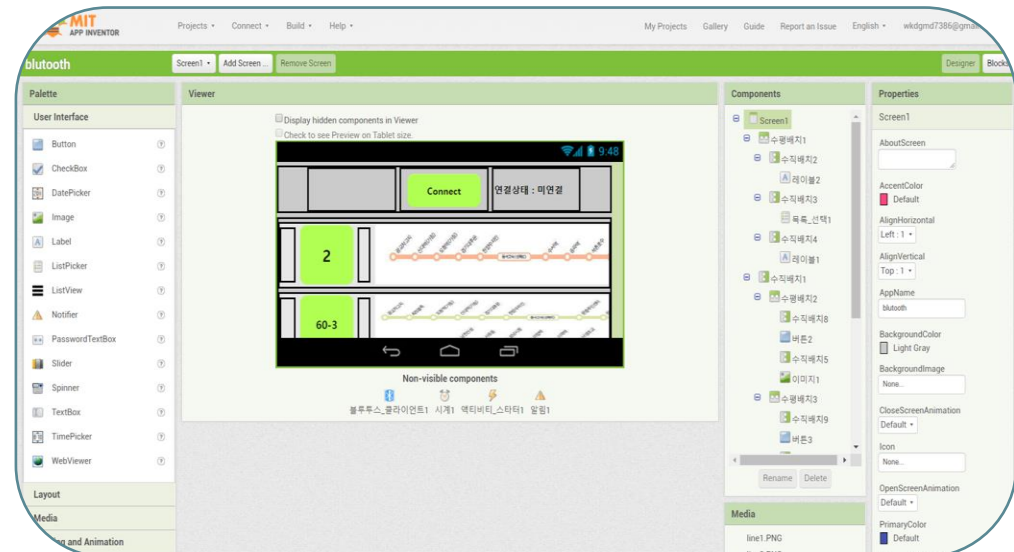 MIT
APP INVENTOR
Projects Connect Build Help
My Projects Gallery Guide Report an Issue English wkdgmd7386@gmai
blutooth
Screen1 Add Screen ... Remove Screen
Designer Blocks
Palette
User Interface
Button
CheckBox
DatePicker
Image
Label
ListPicker
ListView
Notifier
PasswordTextBox
Slider
Spinner
TextBox
TimePicker
WebViewer
Layout
Media
ng and Animation
Viewer
Display hidden components in Viewer
Check to see Preview on Tablet size.
9:48
Connect
연결상태 : 미연결
2
60-3
Non-visible components
블루투스_클라이언트1 시계1 액티비티_스타터1 알림1
Components
Screen1
수평배치1
수직배치2
레이블2
수직배치3
목록_선택1
수직배치4
레이블1
수직배치1
수평배치2
수직배치8
버튼2
수직배치5
이미지1
수평배치3
수직배치9
버튼3
Rename Delete
Media
line1.PNG
Properties
Screen1
AboutScreen
AccentColor
Default
AlignHorizontal
Left : 1
AlignVertical
Top : 1
AppName
blutooth
BackgroundColor
Light Gray
BackgroundImage
None...
CloseScreenAnimation
Default
Icon
None...
OpenScreenAnimation
Default
PrimaryColor
Default